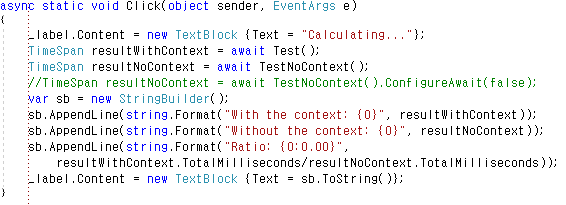 async static void Click(object sender, EventArgs e)
{
_label.Content = new TextBlock {Text = "Calculating..."};
TimeSpan resultWithContext = await Test();
TimeSpan resultNoContext = await TestNoContext();
//TimeSpan resultNoContext = await TestNoContext().ConfigureAwait(false);
var sb = new StringBuilder();
sb.AppendLine(string.Format("With the context: {0}", resultWithContext));
sb.AppendLine(string.Format("Without the context: {0}", resultNoContext));
sb.AppendLine(string.Format("Ratio: {0:0.00}",
resultWithContext.TotalMilliseconds/resultNoContext.TotalMilliseconds));
_label.Content = new TextBlock {Text = sb.ToString()};
}